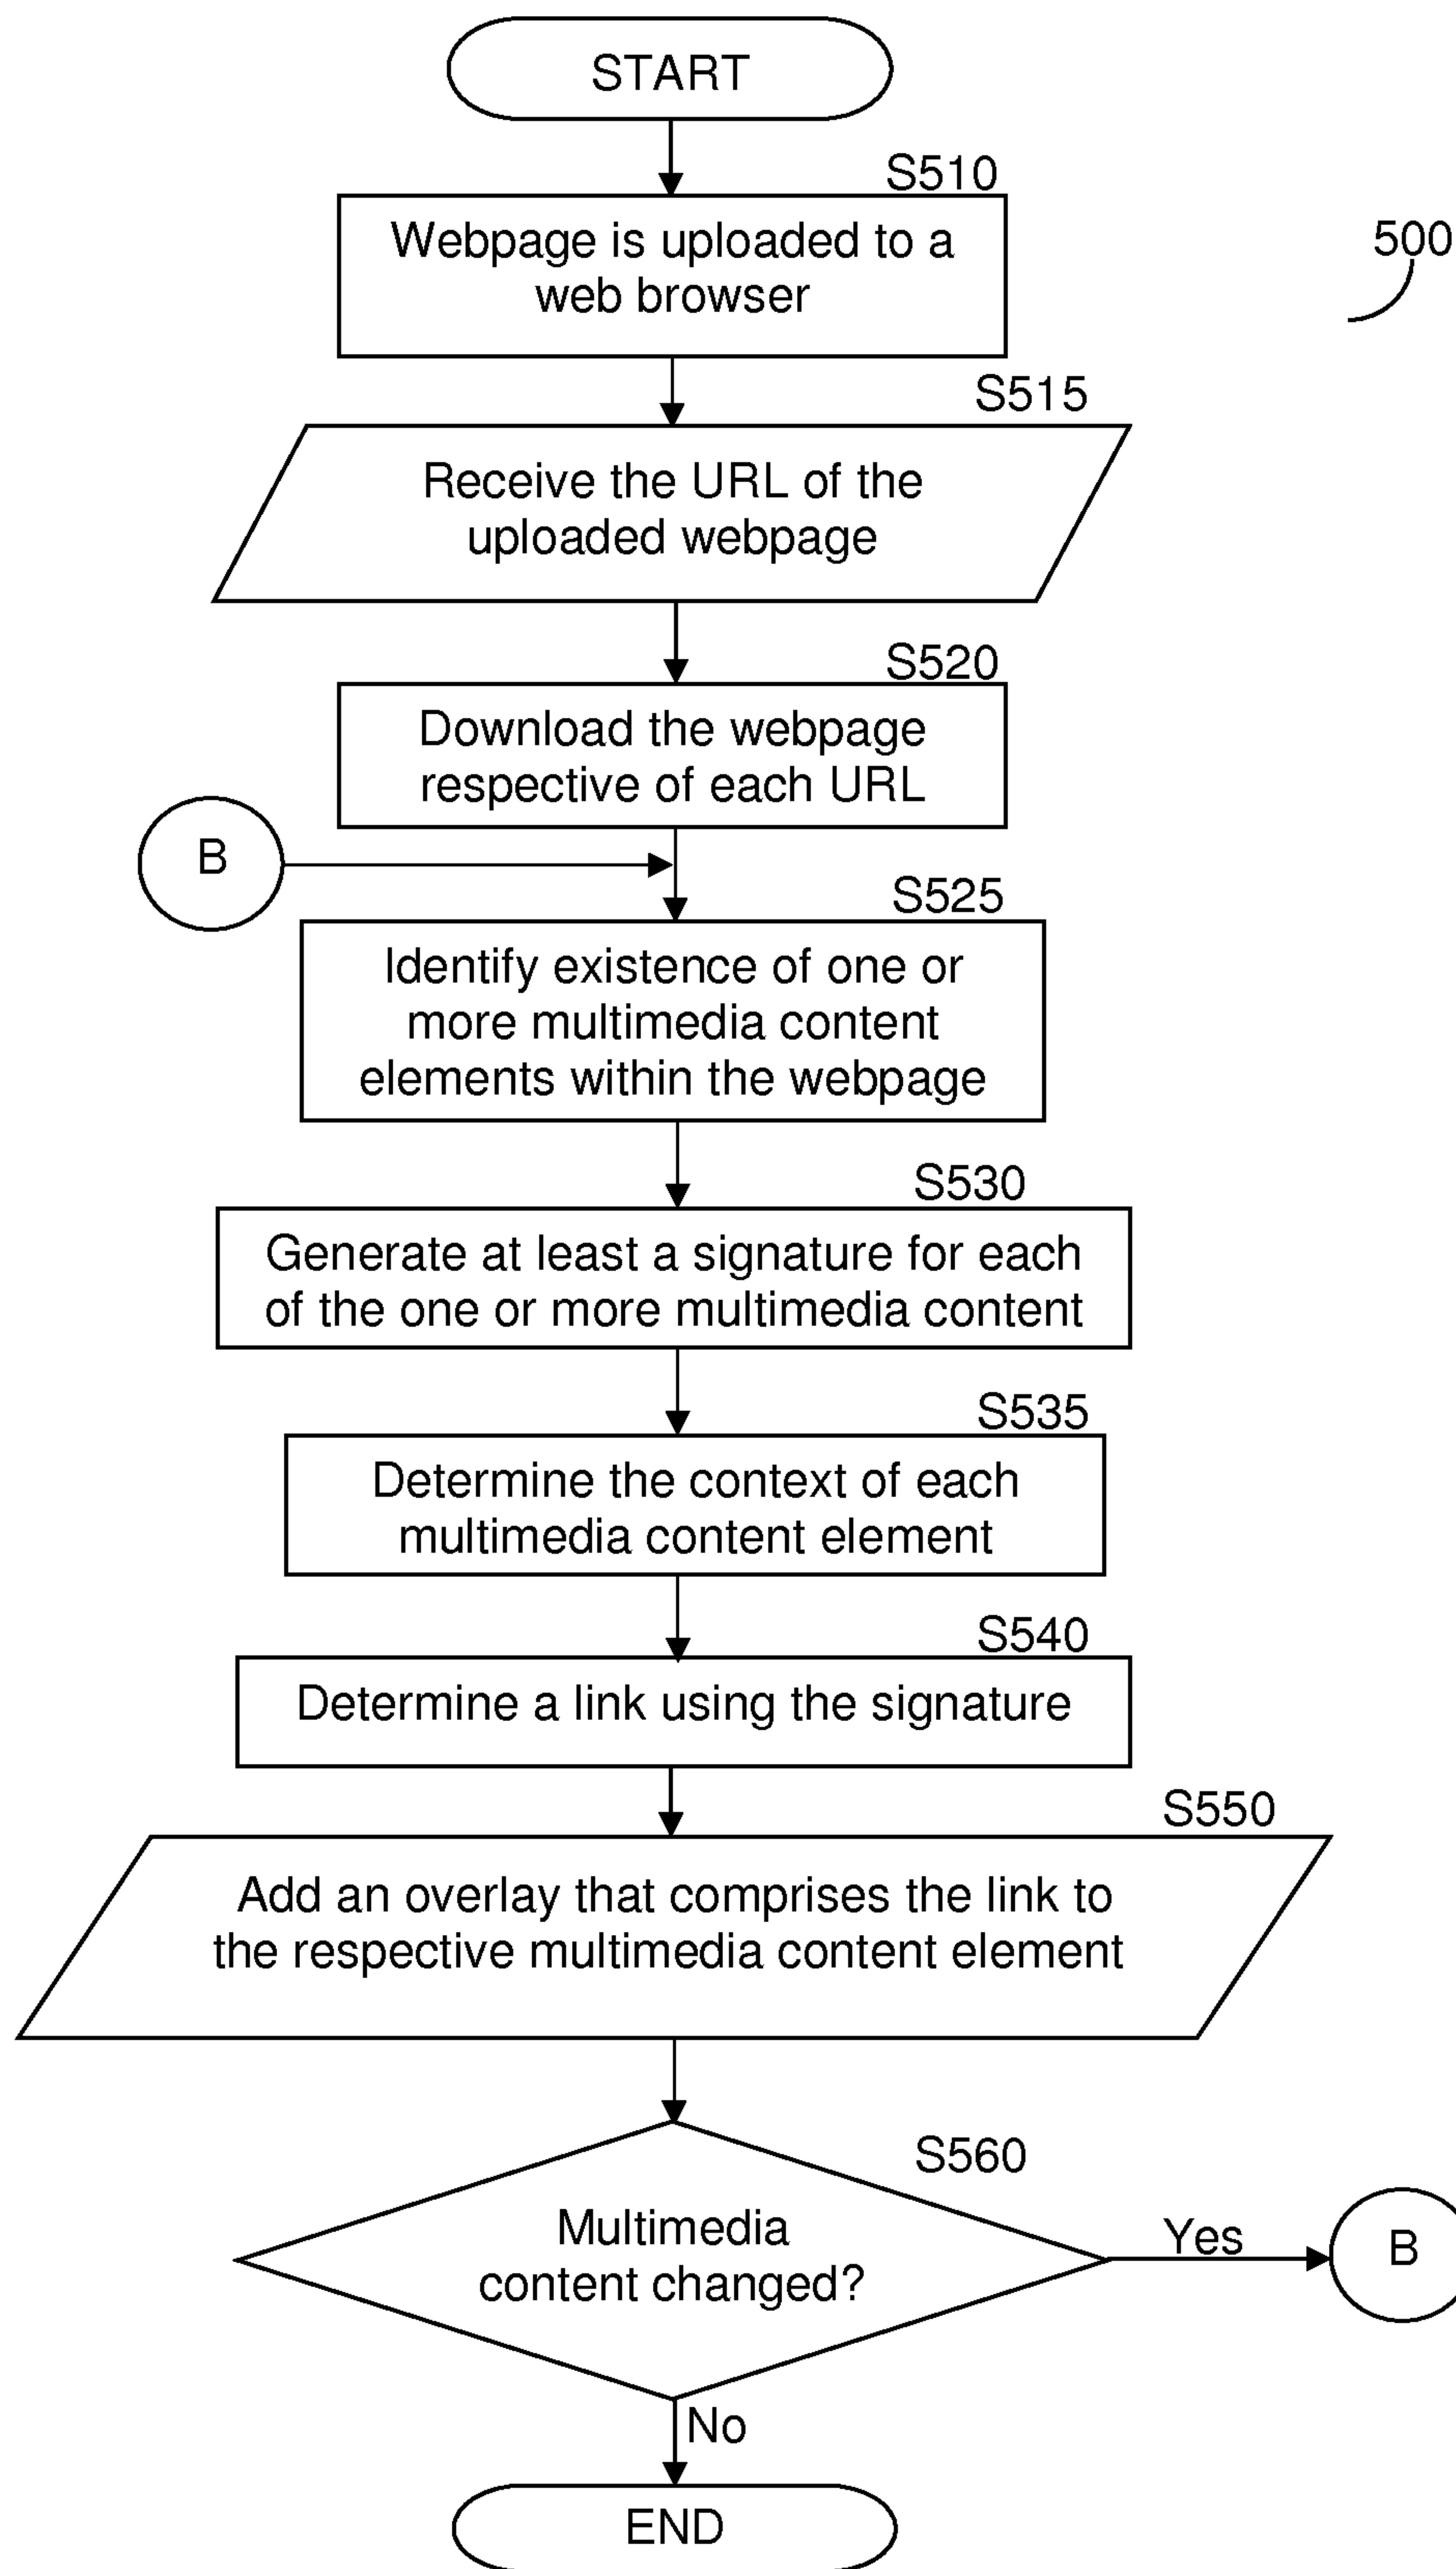 START
S510
Webpage is uploaded to a
web browser
500
S515
Receive the URL of the
uploaded webpage
S520
Download the webpage
respective of each URL
B
S525
Identify existence of one or
more multimedia content
elements within the webpage
S530
Generate at least a signature for each
of the one or more multimedia content
S535
Determine the context of each
multimedia content element
S540
Determine a link using the signature
S550
Add an overlay that comprises the link to
the respective multimedia content element
S560
Multimedia
content changed?
Yes
B
No
END